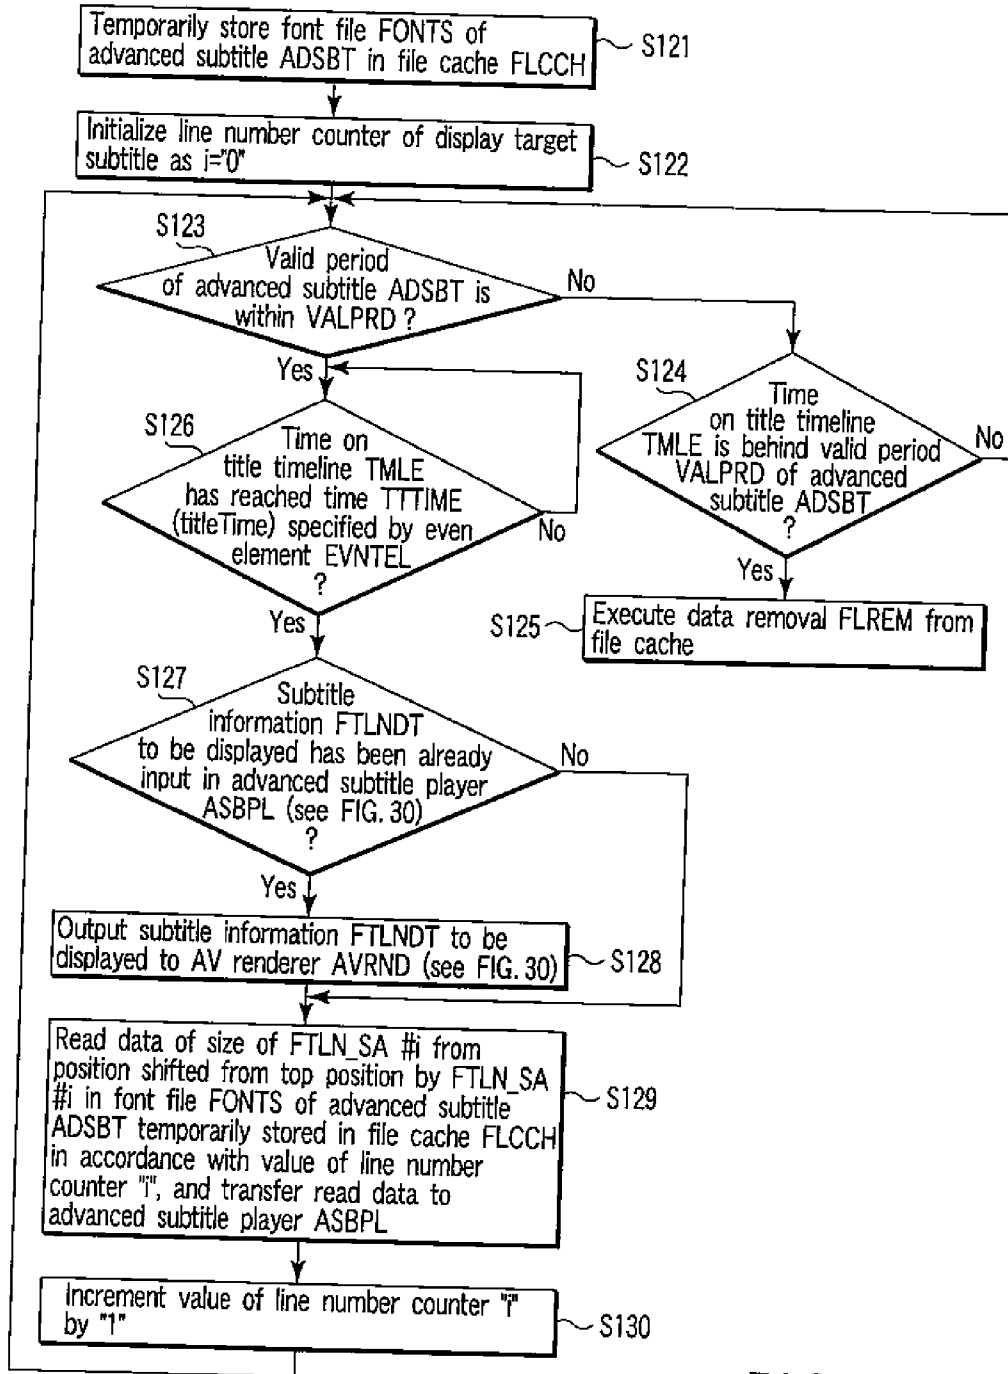 Temporarily store font file FONTS of
advanced subtitle ADSBT in file cache FLCCH
S121
Initialize line number counter of display target
subtitle as i="0"
S122
S123
Valid period
of advanced subtitle ADSBT is
within VALPRD ?
No
Yes
S124
Time
on title timeline
TMLE is behind valid period
VALPRD of advanced
subtitle ADSBT
?
No
Yes
S125
Execute data removal FLREM from
file cache
S126
Time on
title timeline TMLE
has reached time TTTIME
(titleTime) specified by even
element EVNTEL
?
No
Yes
S127
Subtitle
information FTLNDT
to be displayed has been already
input in advanced subtitle player
ASBPL (see FIG. 30)
?
No
Yes
Output subtitle information FTLNDT to be
displayed to AV renderer AVRND (see FIG. 30)
S128
Read data of size of FTLN_SA #i from
position shifted from top position by FTLN_SA
#i in font file FONTS of advanced subtitle
ADSBT temporarily stored in file cache FLCCH
in accordance with value of line number
counter "i", and transfer read data to
advanced subtitle player ASBPL
S129
Increment value of line number counter "i"
by "1"
S130